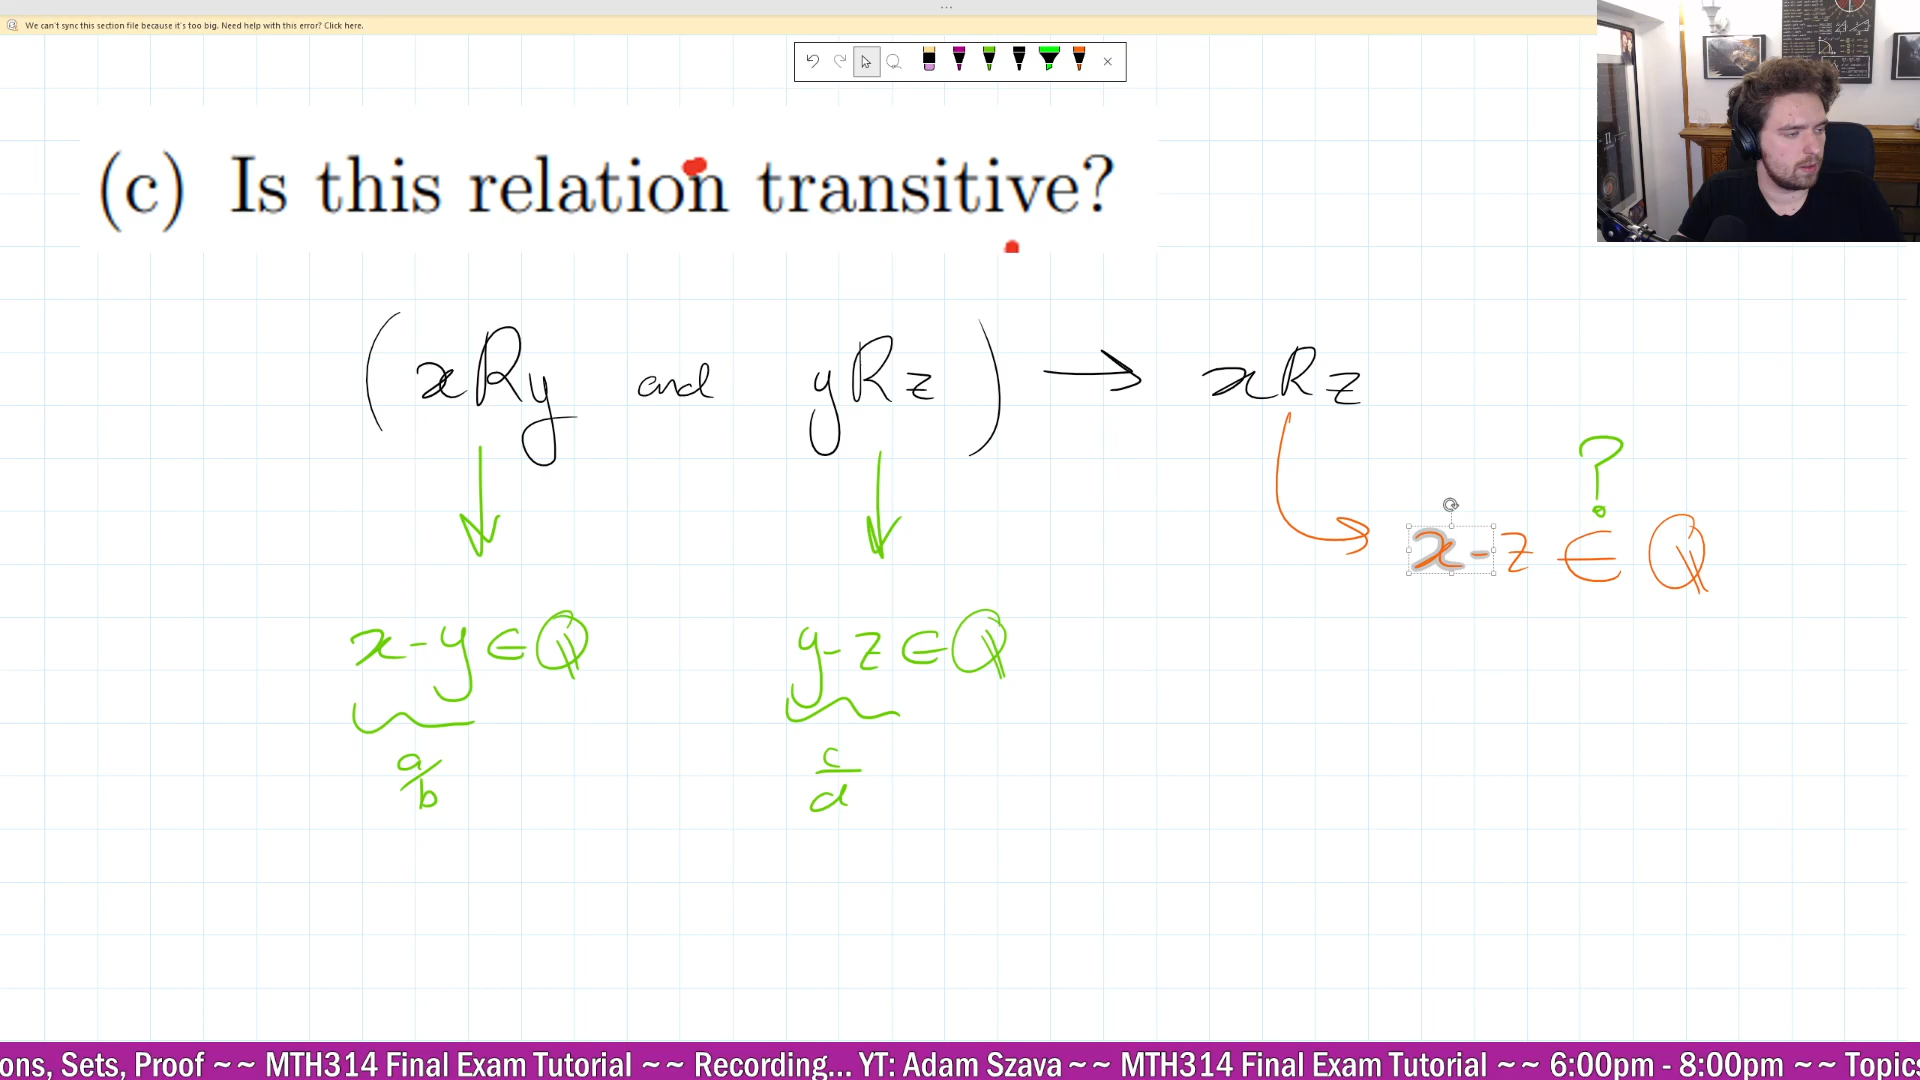 We can't sync this section file because it's too big. Need help with this error? Click here.
(c) Is this relation transitive?
(xRy and yRz) → xRz
?
x-z ∈ ℚ
x-y ∈ ℚ y-z ∈ ℚ
a/b c/d
ons, Sets, Proof ~~ MTH314 Final Exam Tutorial ~~ Recording... YT: Adam Szava ~~ MTH314 Final Exam Tutorial ~~ 6:00pm - 8:00pm ~~ Topics